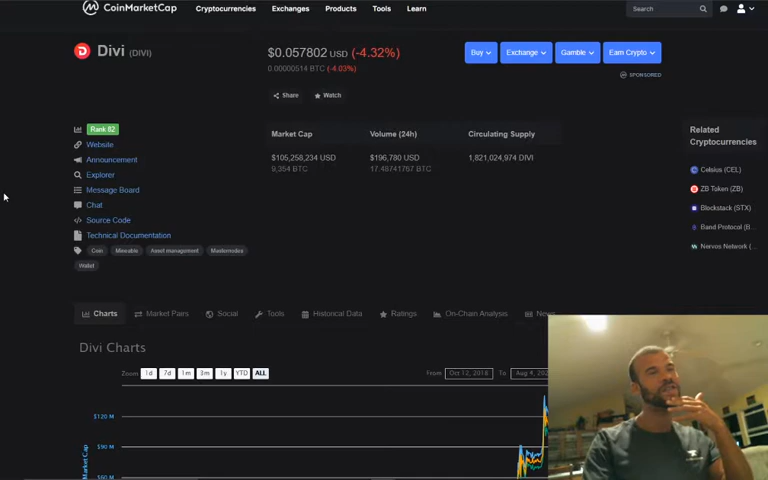 CoinMarketCap Cryptocurrencies Exchanges Products Tools Learn Search
Divi (DIVI)
$0.057802 USD (-4.32%)
0.00000514 BTC (-4.03%)
Buy Exchange Gamble Earn Crypto
SPONSORED
Share Watch
Rank 82
Website
Announcement
Explorer
Message Board
Chat
Source Code
Technical Documentation
Coin Mineable Asset management Masternodes
Wallet
Market Cap Volume (24h) Circulating Supply
$105,258,234 USD $196,780 USD 1,821,024,974 DIVI
9,354 BTC 17.48741757 BTC
Related
Cryptocurrencies
Celsius (CEL)
ZB Token (ZB)
Blockstack (STX)
Band Protocol (B...
Nervos Network (...
Charts Market Pairs Social Tools Historical Data Ratings On-Chain Analysis News
Divi Charts
Zoom 1d 7d 1m 3m 1y YTD ALL From Oct 12, 2018 To Aug 4, 
$120 M
$90 M
$60 M
Market Cap